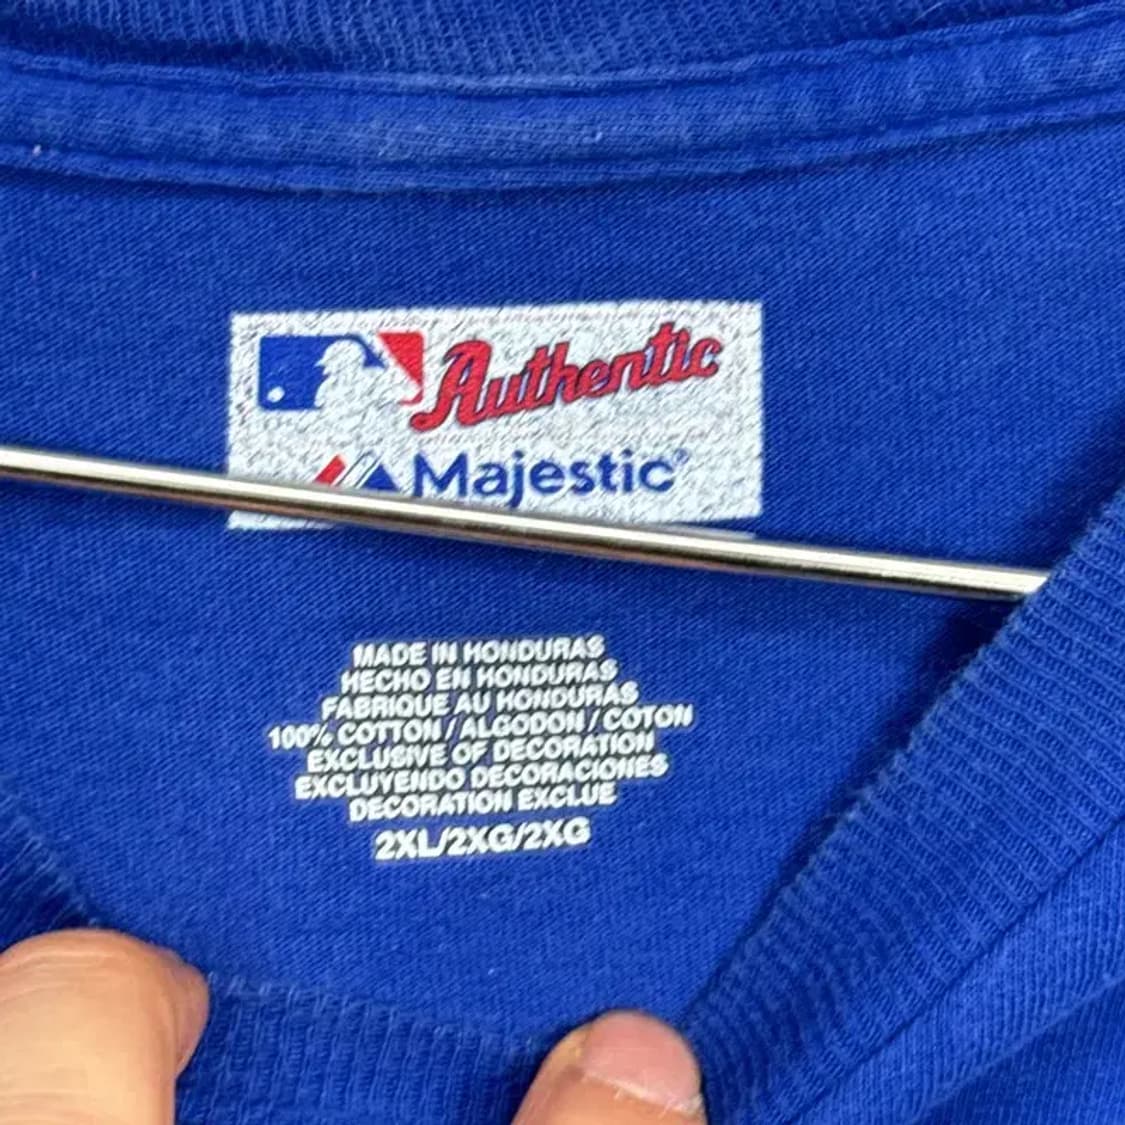 Authentic
Majestic®
MADE IN HONDURAS
HECHO EN HONDURAS
FABRIQUE AU HONDURAS
100% COTTON / ALGODON / COTON
EXCLUSIVE OF DECORATION
EXCLUYENDO DECORACIONES
DECORATION EXCLUE
2XL/2XG/2XG